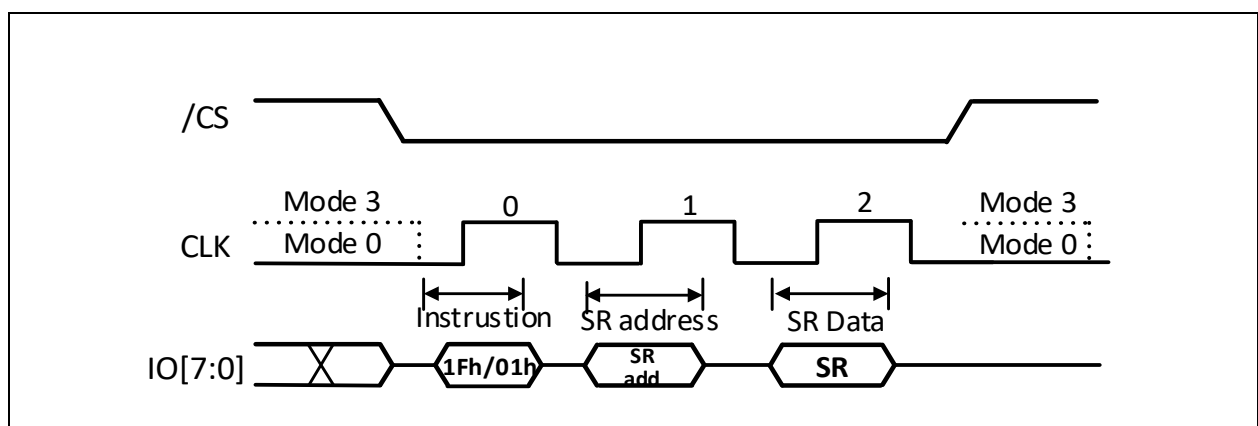 /CS
Mode 3 0 1 2 Mode 3
CLK Mode 0 Mode 0
Instrustion SR address SR Data
IO[7:0] 1Fh/01h SR add SR